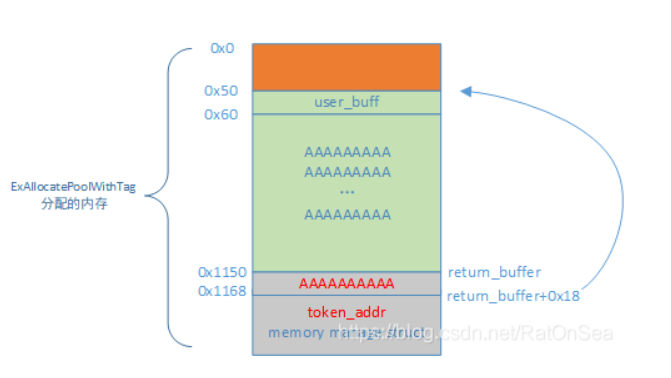 0x0
0x50
user_buff
0x60
AAAAAAAAA
AAAAAAAAA
...
AAAAAAAAA
ExAllocatePoolWithTag
分配的内存
0x1150
return_buffer
AAAAAAAAAA
0x1168
return_buffer+0x18
token_addr
memory manage struct
https://blog.csdn.net/RatOnSea